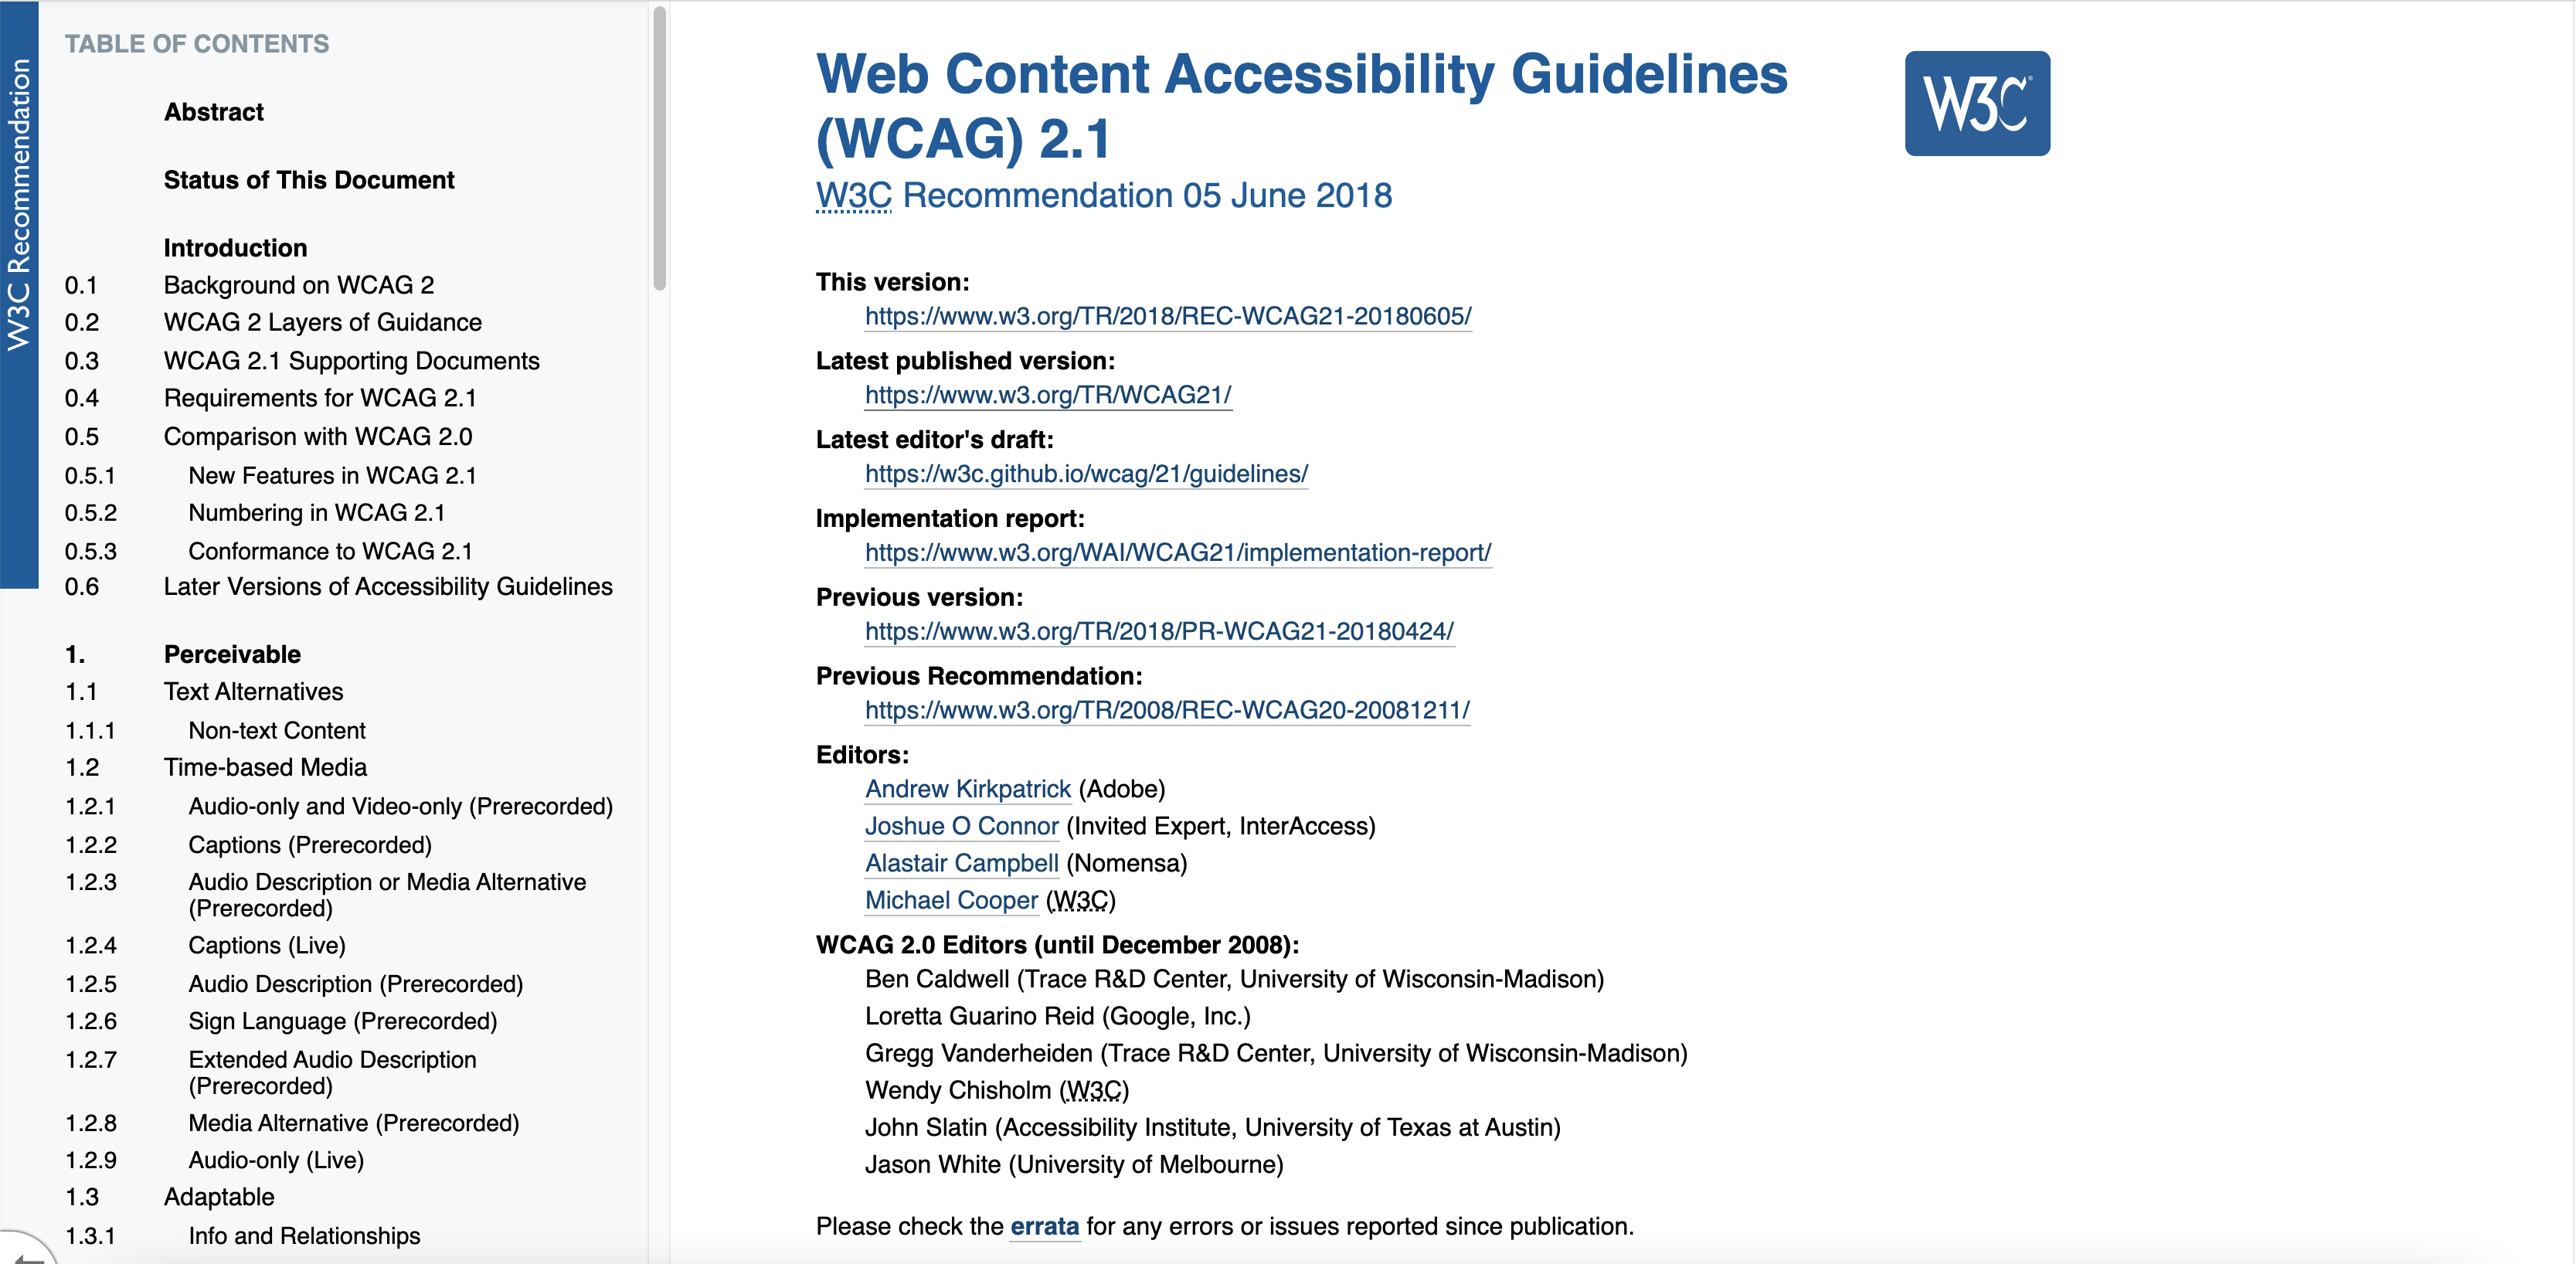 W3C Recommendation
TABLE OF CONTENTS
Abstract
Status of This Document
Introduction
0.1 Background on WCAG 2
0.2 WCAG 2 Layers of Guidance
0.3 WCAG 2.1 Supporting Documents
0.4 Requirements for WCAG 2.1
0.5 Comparison with WCAG 2.0
0.5.1 New Features in WCAG 2.1
0.5.2 Numbering in WCAG 2.1
0.5.3 Conformance to WCAG 2.1
0.6 Later Versions of Accessibility Guidelines
1. Perceivable
1.1 Text Alternatives
1.1.1 Non-text Content
1.2 Time-based Media
1.2.1 Audio-only and Video-only (Prerecorded)
1.2.2 Captions (Prerecorded)
1.2.3 Audio Description or Media Alternative
(Prerecorded)
1.2.4 Captions (Live)
1.2.5 Audio Description (Prerecorded)
1.2.6 Sign Language (Prerecorded)
1.2.7 Extended Audio Description
(Prerecorded)
1.2.8 Media Alternative (Prerecorded)
1.2.9 Audio-only (Live)
1.3 Adaptable
1.3.1 Info and Relationships
Web Content Accessibility Guidelines
(WCAG) 2.1
W3C®
W3C Recommendation 05 June 2018
This version:
https://www.w3.org/TR/2018/REC-WCAG21-20180605/
Latest published version:
https://www.w3.org/TR/WCAG21/
Latest editor's draft:
https://w3c.github.io/wcag/21/guidelines/
Implementation report:
https://www.w3.org/WAI/WCAG21/implementation-report/
Previous version:
https://www.w3.org/TR/2018/PR-WCAG21-20180424/
Previous Recommendation:
https://www.w3.org/TR/2008/REC-WCAG20-20081211/
Editors:
Andrew Kirkpatrick (Adobe)
Joshue O Connor (Invited Expert, InterAccess)
Alastair Campbell (Nomensa)
Michael Cooper (W3C)
WCAG 2.0 Editors (until December 2008):
Ben Caldwell (Trace R&D Center, University of Wisconsin-Madison)
Loretta Guarino Reid (Google, Inc.)
Gregg Vanderheiden (Trace R&D Center, University of Wisconsin-Madison)
Wendy Chisholm (W3C)
John Slatin (Accessibility Institute, University of Texas at Austin)
Jason White (University of Melbourne)
Please check the errata for any errors or issues reported since publication.